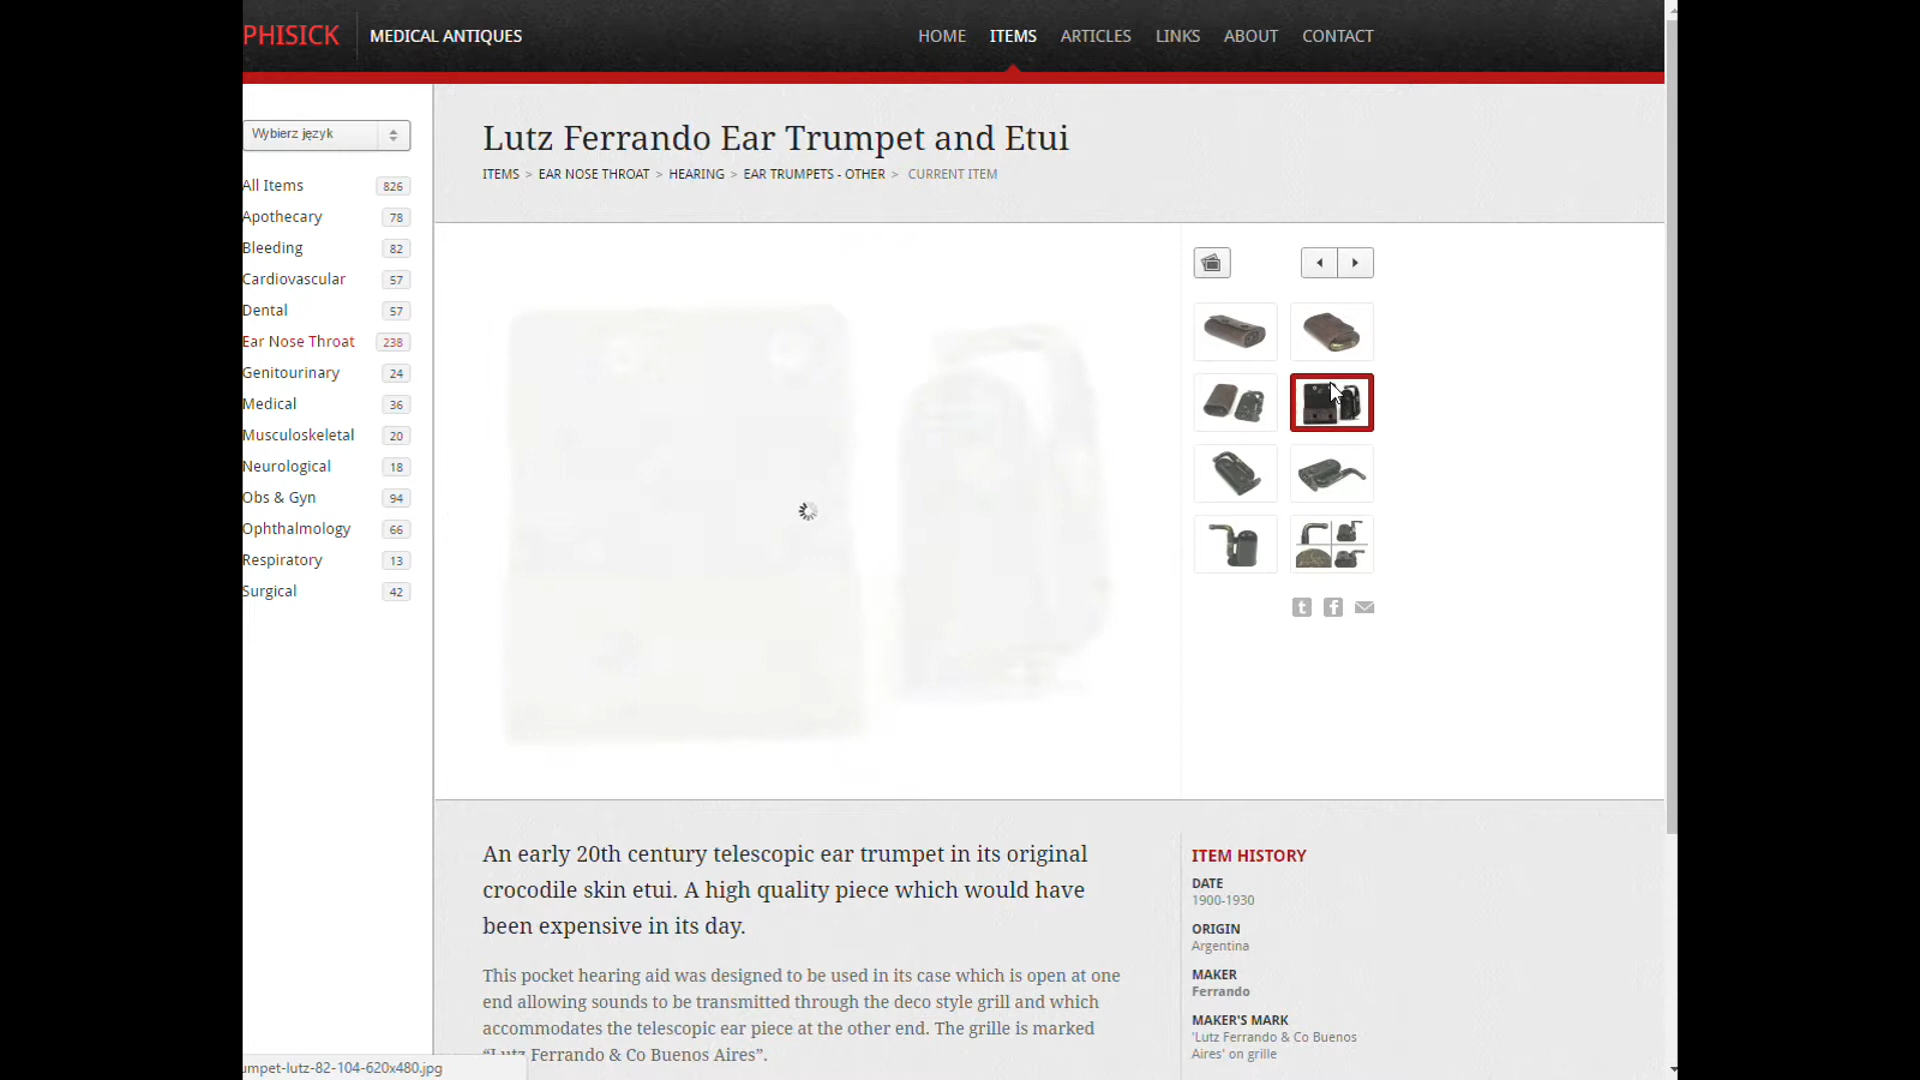 PHISICK MEDICAL ANTIQUES HOME ITEMS ARTICLES LINKS ABOUT CONTACT
Wybierz język
All Items 826
Apothecary 78
Bleeding 82
Cardiovascular 57
Dental 57
Ear Nose Throat 238
Genitourinary 24
Medical 36
Musculoskeletal 20
Neurological 18
Obs & Gyn 94
Ophthalmology 66
Respiratory 13
Surgical 42
Lutz Ferrando Ear Trumpet and Etui
ITEMS > EAR NOSE THROAT > HEARING > EAR TRUMPETS - OTHER > CURRENT ITEM
An early 20th century telescopic ear trumpet in its original
crocodile skin etui. A high quality piece which would have
been expensive in its day.
This pocket hearing aid was designed to be used in its case which is open at one
end allowing sounds to be transmitted through the deco style grill and which
accommodates the telescopic ear piece at the other end. The grille is marked
“Lutz Ferrando & Co Buenos Aires”.
ITEM HISTORY
DATE
1900-1930
ORIGIN
Argentina
MAKER
Ferrando
MAKER'S MARK
'Lutz Ferrando & Co Buenos
Aires' on grille
umpet-lutz-82-104-620x480.jpg